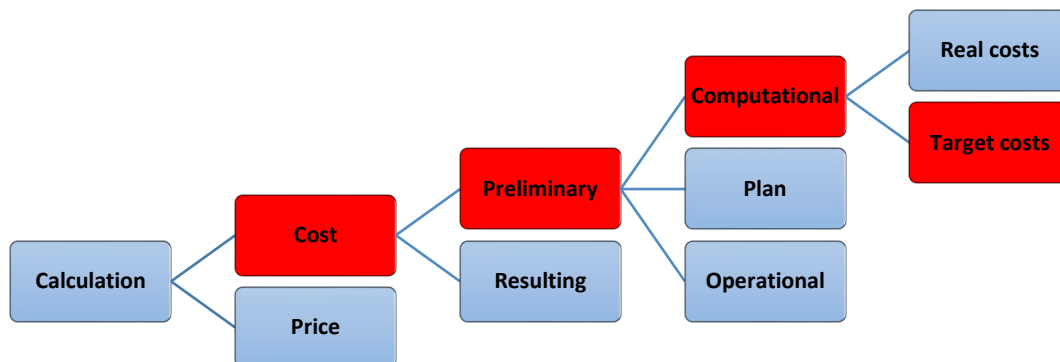 Real costs
Computational
Target costs
Preliminary
Plan
Cost
Calculation
Resulting
Operational
Price